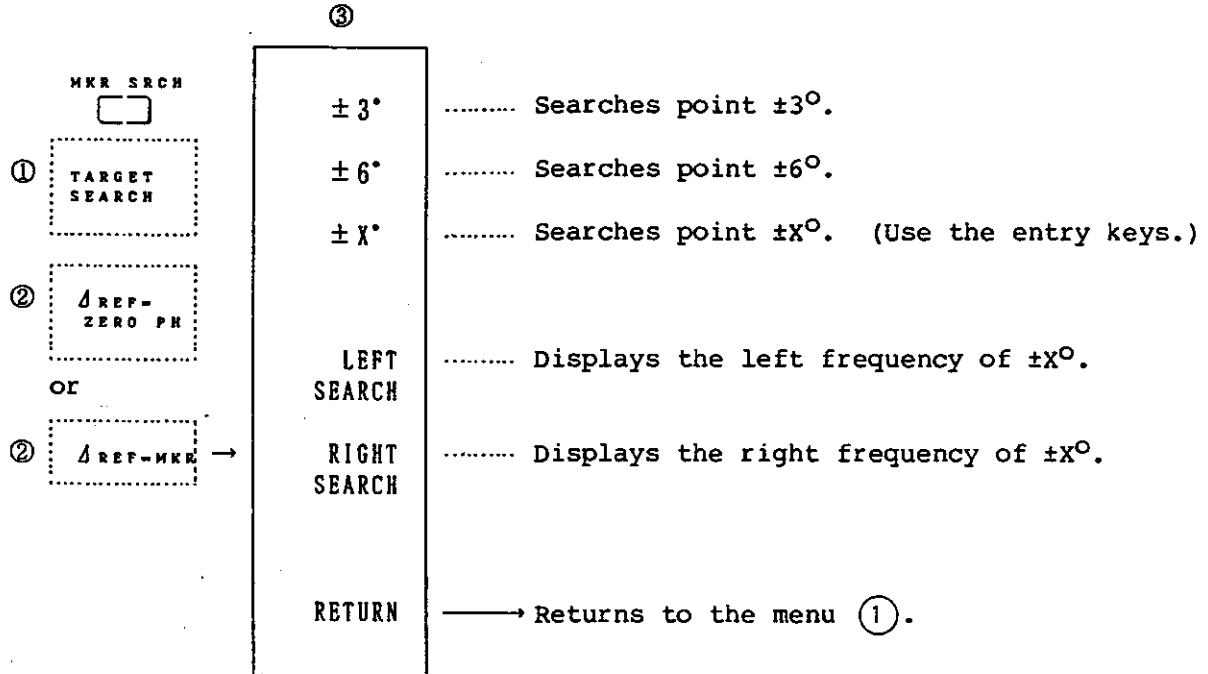 ③
MKR SRCH
① TARGET
SEARCH
② ⊿REF-
ZERO PH
or
② ⊿REF-MKR →
±3° .......... Searches point ±3°.
±6° .......... Searches point ±6°.
±X° .......... Searches point ±X°. (Use the entry keys.)
LEFT
SEARCH .......... Displays the left frequency of ±X°.
RIGHT
SEARCH .......... Displays the right frequency of ±X°.
RETURN → Returns to the menu ①.